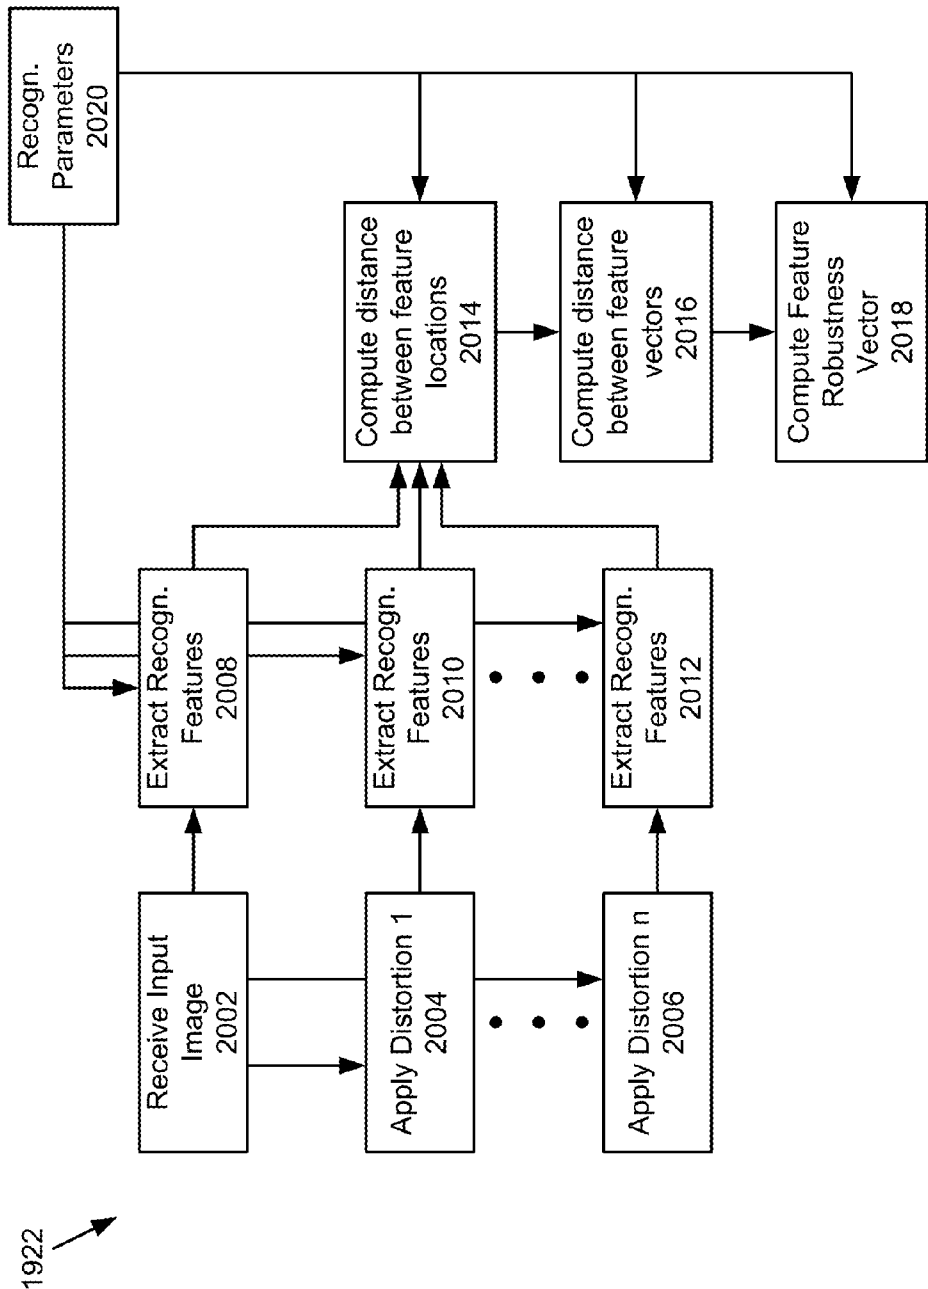 1922
Receive Input
Image
2002
Apply Distortion 1
2004
Apply Distortion n
2006
Extract Recogn.
Features
2008
Extract Recogn.
Features
2010
Extract Recogn.
Features
2012
Compute distance
between feature
locations
2014
Compute distance
between feature
vectors
2016
Compute Feature
Robustness
Vector
2018
Recogn.
Parameters
2020